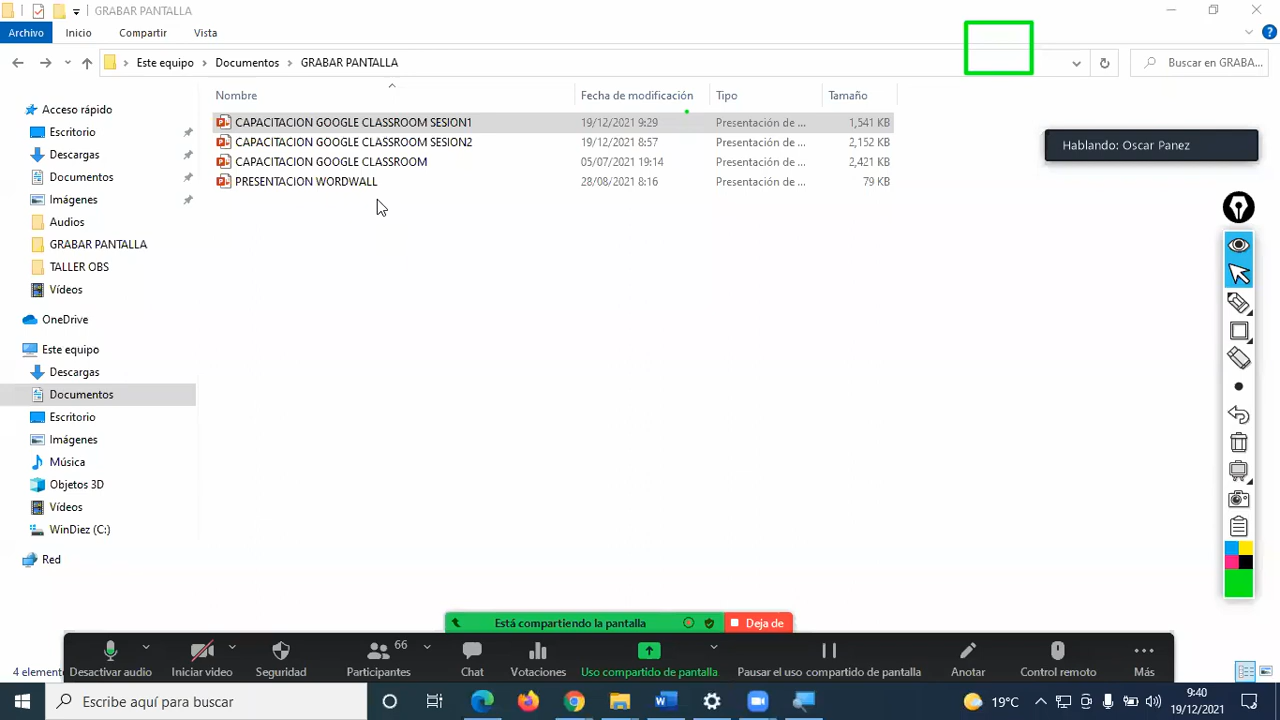 GRABAR PANTALLA
Archivo Inicio Compartir Vista
Este equipo Documentos GRABAR PANTALLA
Buscar en GRABA...
Nombre Fecha de modificación Tipo Tamaño
Acceso rápido
Escritorio
Descargas
Documentos
Imágenes
Audios
GRABAR PANTALLA
TALLER OBS
Vídeos
OneDrive
Este equipo
Descargas
Documentos
Escritorio
Imágenes
Música
Objetos 3D
Vídeos
WinDiez (C:)
Red
CAPACITACION GOOGLE CLASSROOM SESION1 19/12/2021 9:29 Presentación de ... 1,541 KB
CAPACITACION GOOGLE CLASSROOM SESION2 19/12/2021 8:57 Presentación de ... 2,152 KB
CAPACITACION GOOGLE CLASSROOM 05/07/2021 19:14 Presentación de ... 2,421 KB
PRESENTACION WORDWALL 28/08/2021 8:16 Presentación de ... 79 KB
Hablando: Oscar Panez
Está compartiendo la pantalla Deja de
66
4 elemento
Desactivar audio Iniciar video Seguridad Participantes Chat Votaciones Uso compartido de pantalla Pausar el uso compartido de pantalla Anotar Control remoto Más
Escribe aquí para buscar
19°C
9:40
19/12/2021